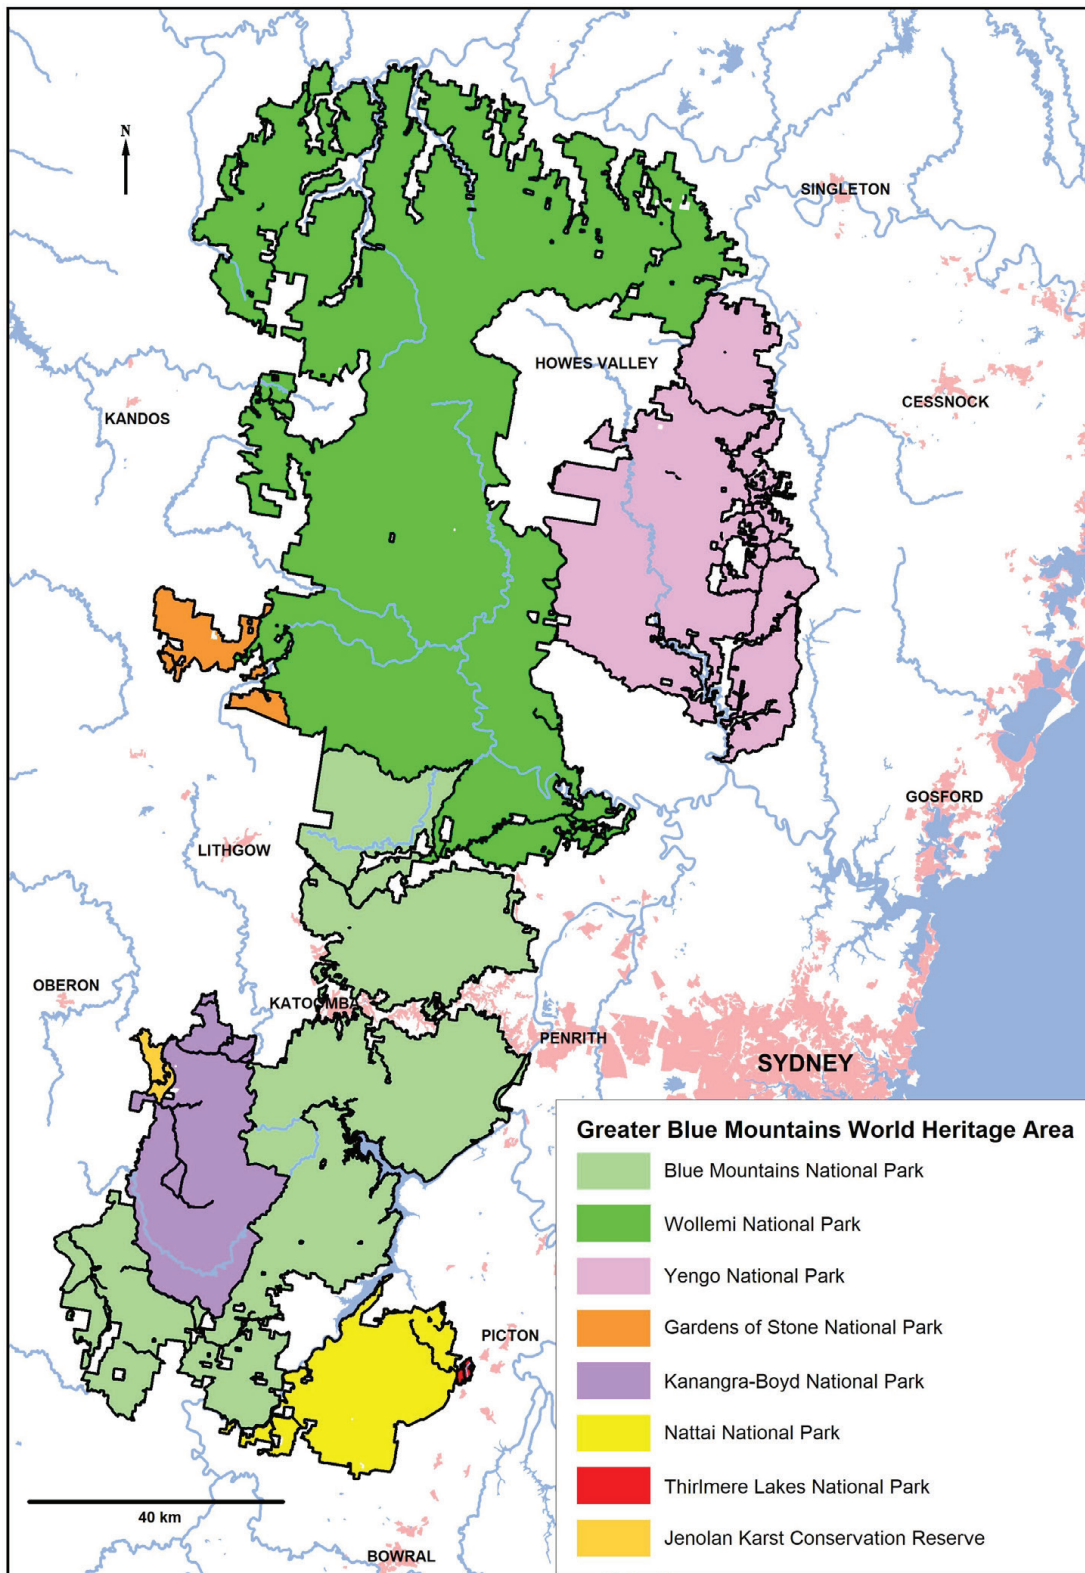 N
SINGLETON
HOWES VALLEY
CESSNOCK
KANDOS
GOSFORD
LITHGOW
OBERON
KATOOMBA
PENRITH
SYDNEY
Greater Blue Mountains World Heritage Area
Blue Mountains National Park
Wollemi National Park
Yengo National Park
Gardens of Stone National Park
Kanangra-Boyd National Park
Nattai National Park
Thirlmere Lakes National Park
Jenolan Karst Conservation Reserve
PICTON
40 km
BOWRAL